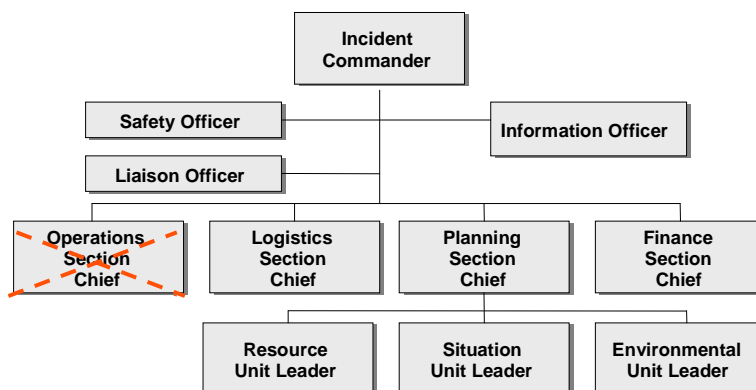 Incident
Commander
Safety Officer
Information Officer
Liaison Officer
Operations
Section
Chief
Logistics
Section
Chief
Planning
Section
Chief
Finance
Section
Chief
Resource
Unit Leader
Situation
Unit Leader
Environmental
Unit Leader